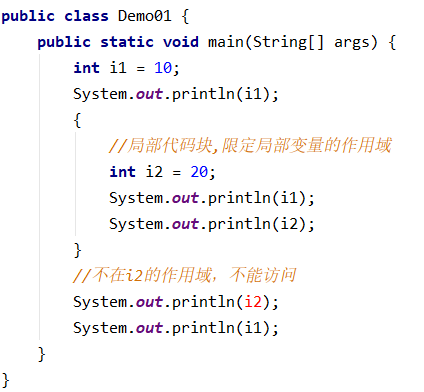 public class Demo01 {
    public static void main(String[] args) {
        int i1 = 10;
        System.out.println(i1);
        {
            //局部代码块,限定局部变量的作用域
            int i2 = 20;
            System.out.println(i1);
            System.out.println(i2);
        }
        //不在i2的作用域，不能访问
        System.out.println(i2);
        System.out.println(i1);
    }
}